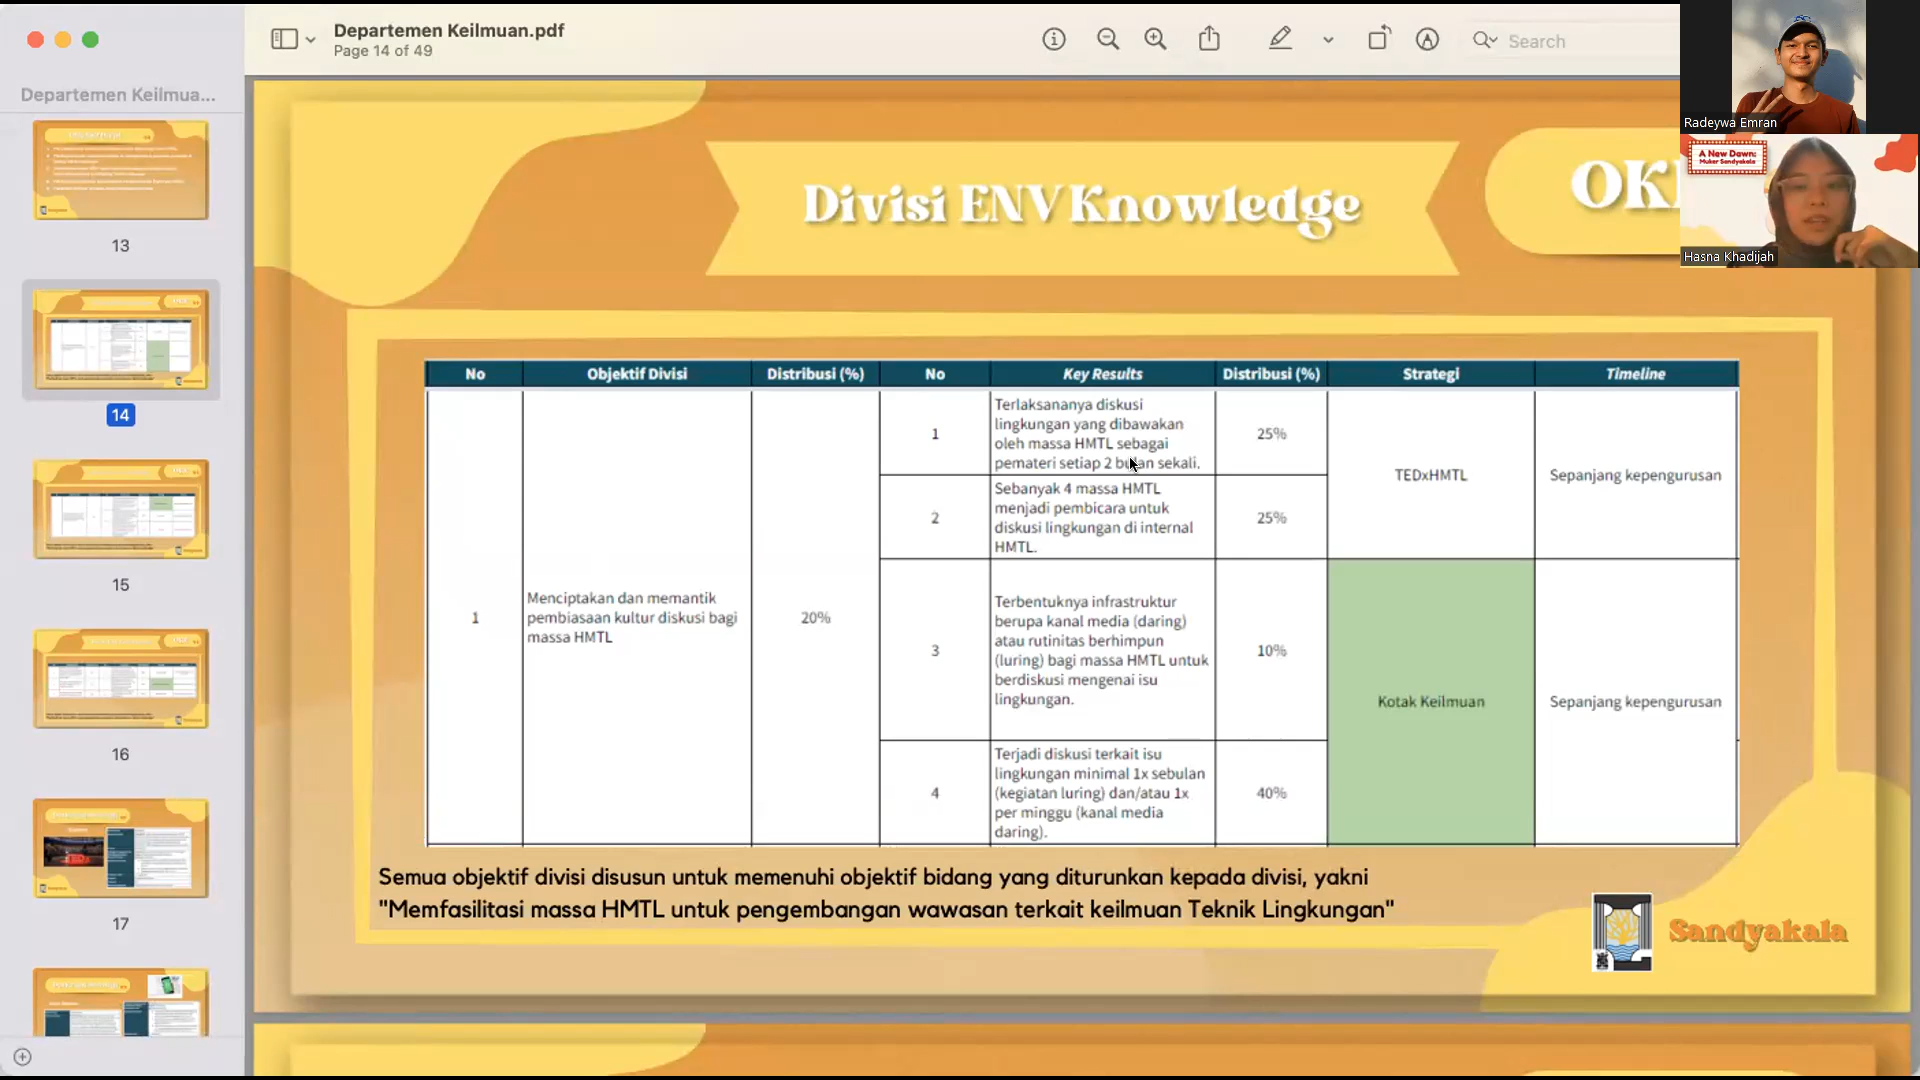 Departemen Keilmuan.pdf
Page 14 of 49
Search
Departemen Keilmua...
13
14
15
16
17
Radeywa Emran
A New Dawn:
Muker Sandyakala
Hasna Khadijah
Divisi ENV Knowledge
OK
No
Objektif Divisi
Distribusi (%)
No
Key Results
Distribusi (%)
Strategi
Timeline
1
Menciptakan dan memantik
pembiasaan kultur diskusi bagi
massa HMTL
20%
1
Terlaksananya diskusi
lingkungan yang dibawakan
oleh massa HMTL sebagai
pemateri setiap 2 bulan sekali.
25%
TEDxHMTL
Sepanjang kepengurusan
2
Sebanyak 4 massa HMTL
menjadi pembicara untuk
diskusi lingkungan di internal
HMTL.
25%
3
Terbentuknya infrastruktur
berupa kanal media (daring)
atau rutinitas berhimpun
(luring) bagi massa HMTL untuk
berdiskusi mengenai isu
lingkungan.
10%
Kotak Keilmuan
Sepanjang kepengurusan
4
Terjadi diskusi terkait isu
lingkungan minimal 1x sebulan
(kegiatan luring) dan/atau 1x
per minggu (kanal media
daring).
40%
Semua objektif divisi disusun untuk memenuhi objektif bidang yang diturunkan kepada divisi, yakni
"Memfasilitasi massa HMTL untuk pengembangan wawasan terkait keilmuan Teknik Lingkungan"
Sandyakala